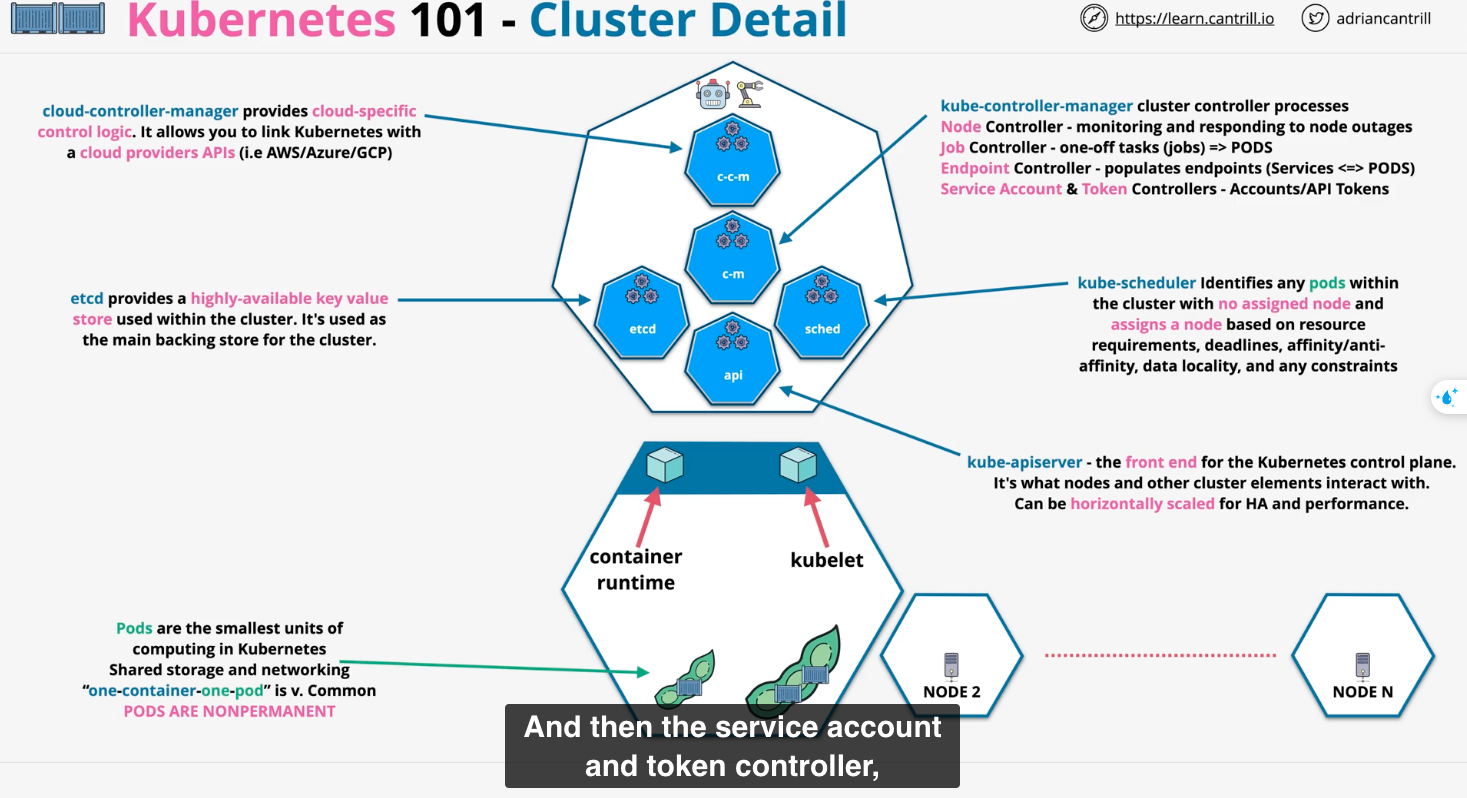 Kubernetes 101 - Cluster Detail
https://learn.cantrill.io
adriancantrill
cloud-controller-manager provides cloud-specific
control logic. It allows you to link Kubernetes with
a cloud providers APIs (i.e AWS/Azure/GCP)
kube-controller-manager cluster controller processes
Node Controller - monitoring and responding to node outages
Job Controller - one-off tasks (jobs) => PODS
Endpoint Controller - populates endpoints (Services <=> PODS)
Service Account & Token Controllers - Accounts/API Tokens
c-c-m
c-m
etcd
sched
api
etcd provides a highly-available key value
store used within the cluster. It's used as
the main backing store for the cluster.
kube-scheduler Identifies any pods within
the cluster with no assigned node and
assigns a node based on resource
requirements, deadlines, affinity/anti-
affinity, data locality, and any constraints
kube-apiserver - the front end for the Kubernetes control plane.
It's what nodes and other cluster elements interact with.
Can be horizontally scaled for HA and performance.
container
runtime
kubelet
Pods are the smallest units of
computing in Kubernetes
Shared storage and networking
“one-container-one-pod” is v. Common
PODS ARE NONPERMANENT
NODE 2
NODE N
And then the service account
and token controller,